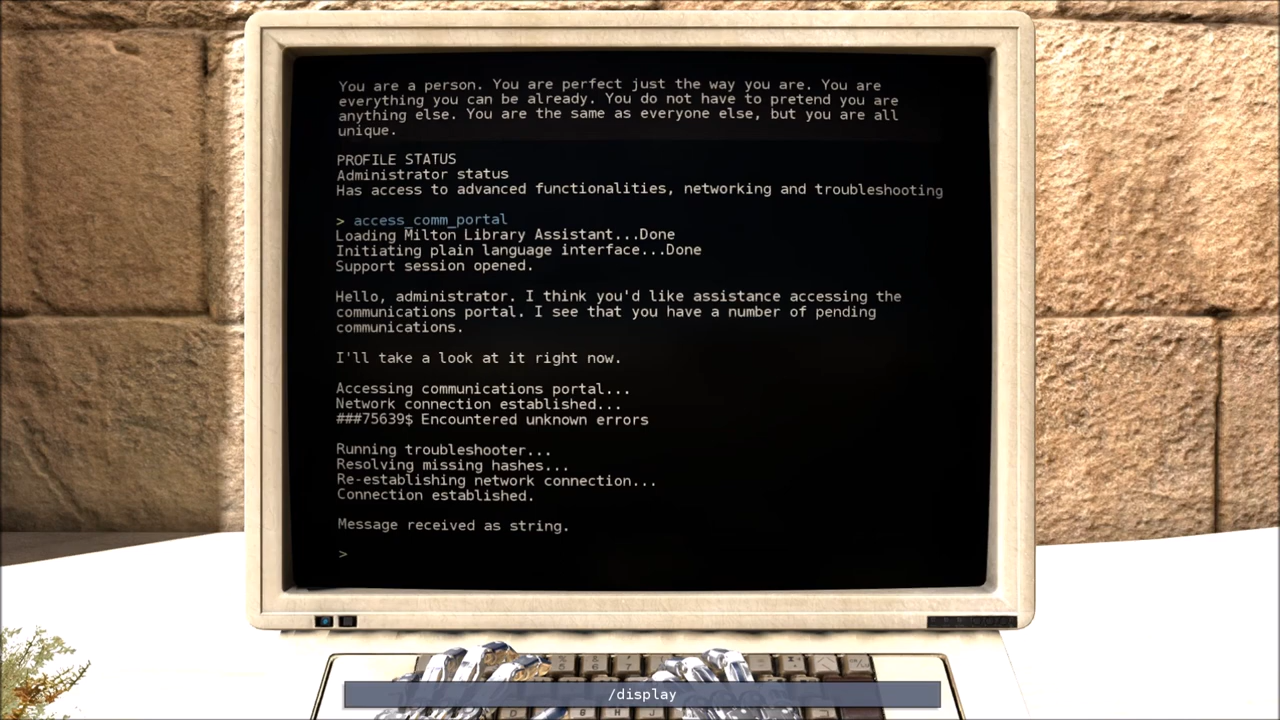 You are a person. You are perfect just the way you are. You are
everything you can be already. You do not have to pretend you are
anything else. You are the same as everyone else, but you are all
unique.
PROFILE STATUS
Administrator status
Has access to advanced functionalities, networking and troubleshooting
> access_comm_portal
Loading Milton Library Assistant...Done
Initiating plain language interface...Done
Support session opened.
Hello, administrator. I think you'd like assistance accessing the
communications portal. I see that you have a number of pending
communications.
I'll take a look at it right now.
Accessing communications portal...
Network connection established...
###75639$ Encountered unknown errors
Running troubleshooter...
Resolving missing hashes...
Re-establishing network connection...
Connection established.
Message received as string.
>
/display